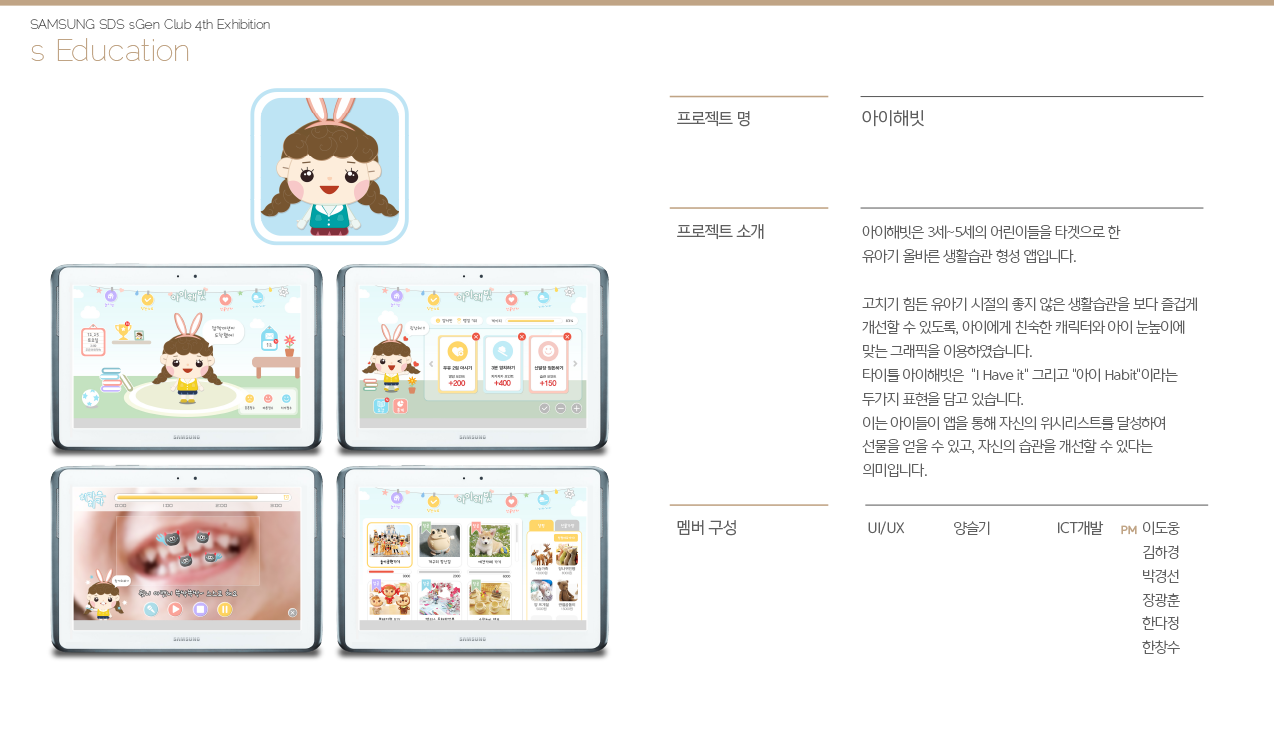 SAMSUNG SDS sGen Club 4th Exhibition
s Education
프로젝트 명
아이해빗
프로젝트 소개
아이해빗은 3세~5세의 어린이들을 타겟으로 한
유아기 올바른 생활습관 형성 앱입니다.
고치기 힘든 유아기 시절의 좋지 않은 생활습관을 보다 즐겁게
개선할 수 있도록, 아이에게 친숙한 캐릭터와 아이 눈높이에
맞는 그래픽을 이용하였습니다.
타이틀 아이해빗은 "I Have it" 그리고 "아이 Habit"이라는
두가지 표현을 담고 있습니다.
이는 아이들이 앱을 통해 자신의 위시리스트를 달성하여
선물을 얻을 수 있고, 자신의 습관을 개선할 수 있다는
의미입니다.
멤버 구성
UI/UX 양슬기 ICT개발 PM 이도웅
김하경
박경선
장광훈
한다정
한창수
아이해빗
SAMSUNG
아이해빗
+200 +400 +150
SAMSUNG
SAMSUNG
아이해빗
SAMSUNG